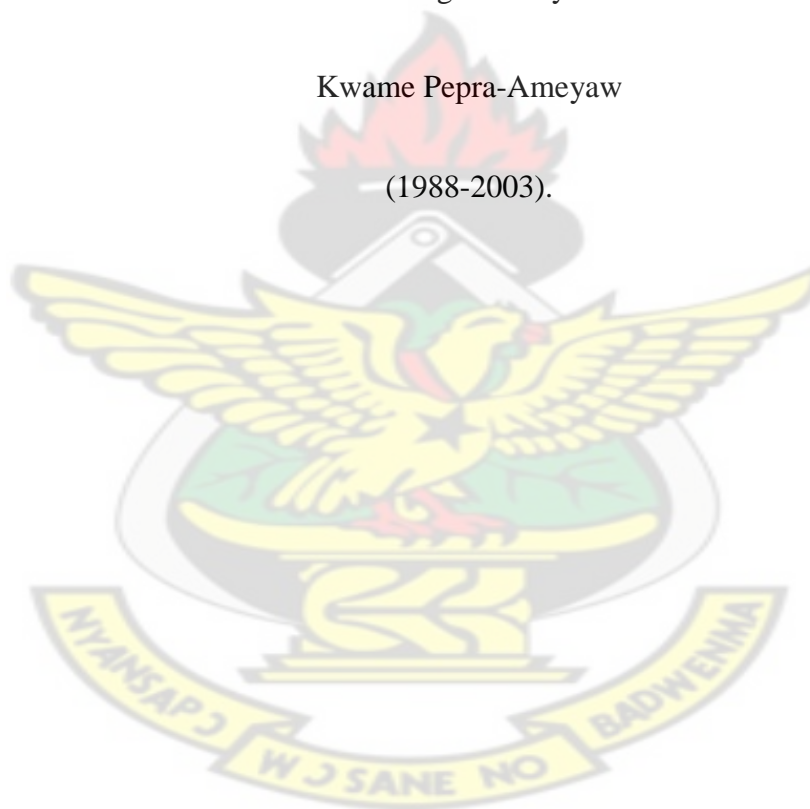 Kwame Pepra-Ameyaw
(1988-2003).
NYANSAPƆ
WƆSANE NO
BADWENMA